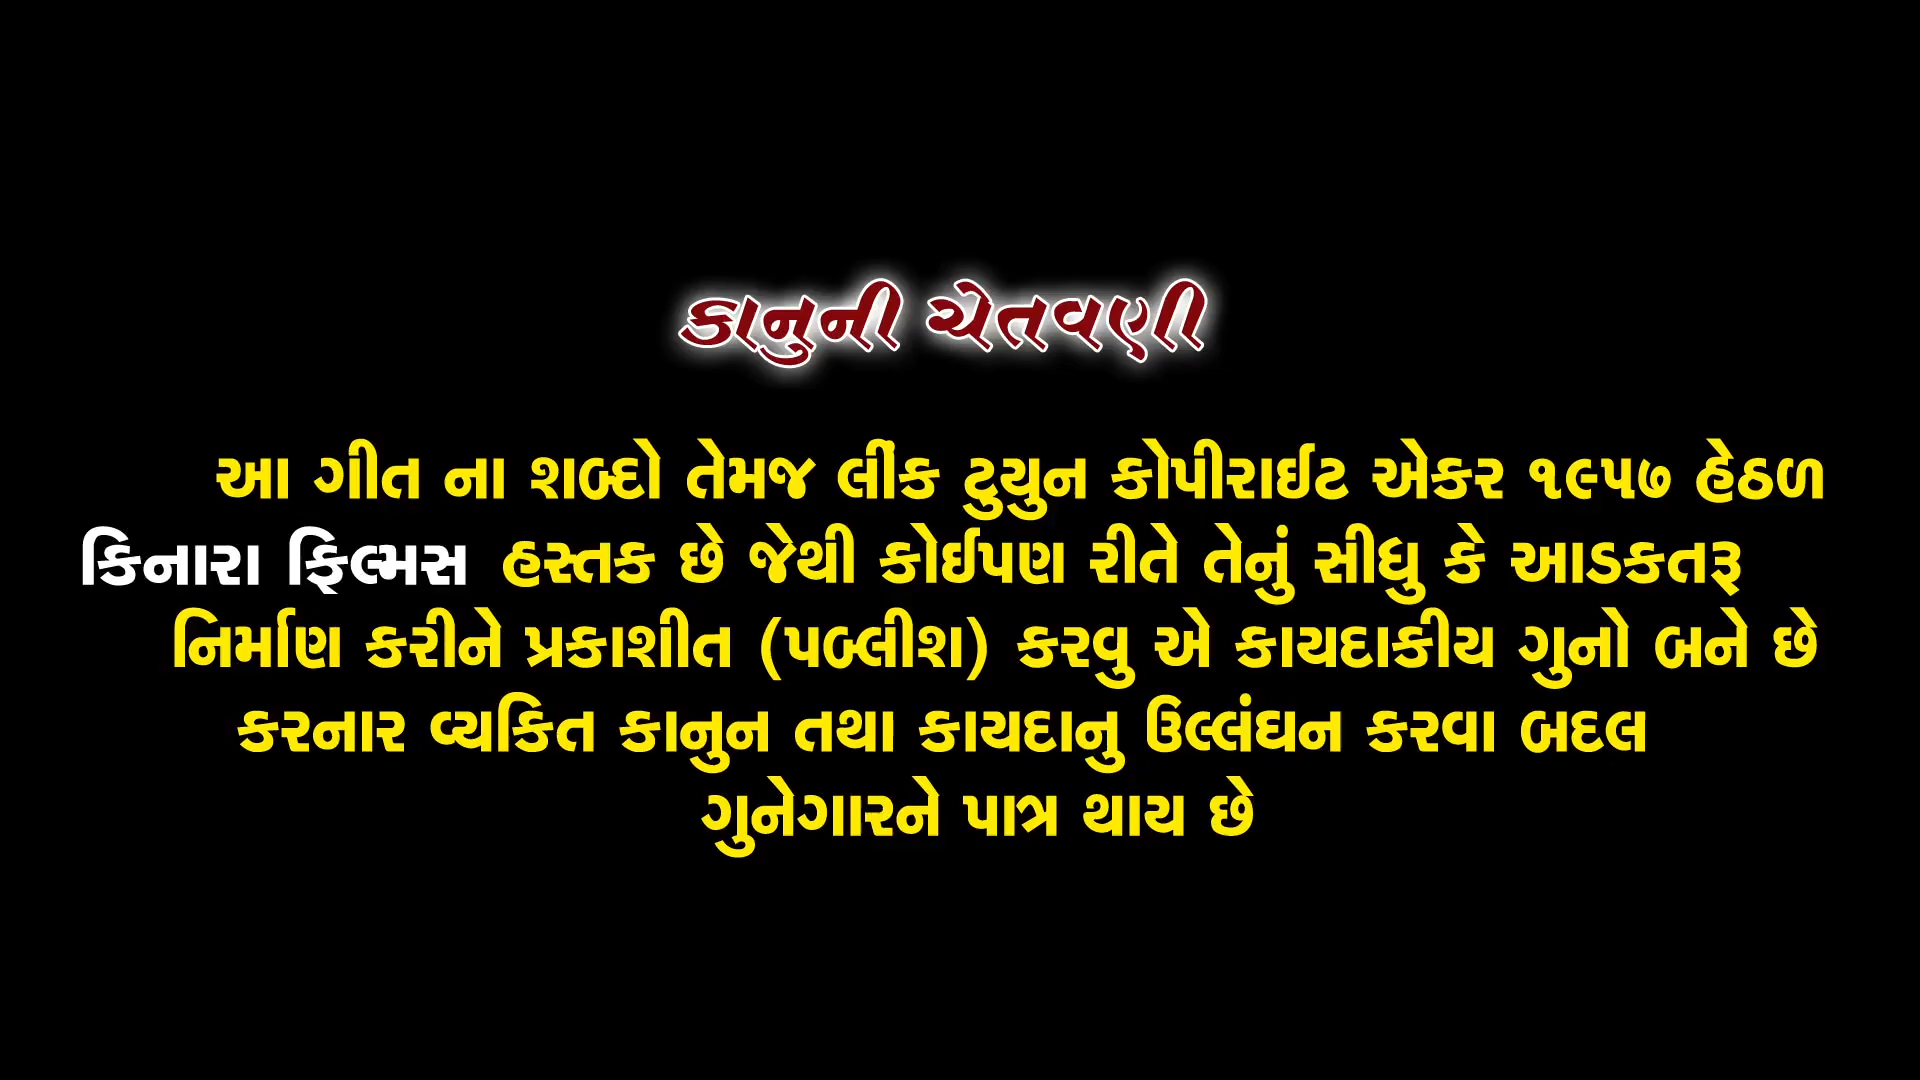 કાનુની ચેતવણી
આ ગીત ના શબ્દો તેમજ લીંક ટુયુન કોપીરાઈટ એકર ૧૯૫૭ હેઠળ
કિનારા ફિલ્મસ હસ્તક છે જેથી કોઈપણ રીતે તેનું સીધુ કે આડકતરૂ
નિર્માણ કરીને પ્રકાશીત (પબ્લીશ) કરવુ એ કાયદાકીય ગુનો બને છે
કરનાર વ્યકિત કાનુન તથા કાયદાનુ ઉલ્લંઘન કરવા બદલ
ગુનેગારને પાત્ર થાય છે